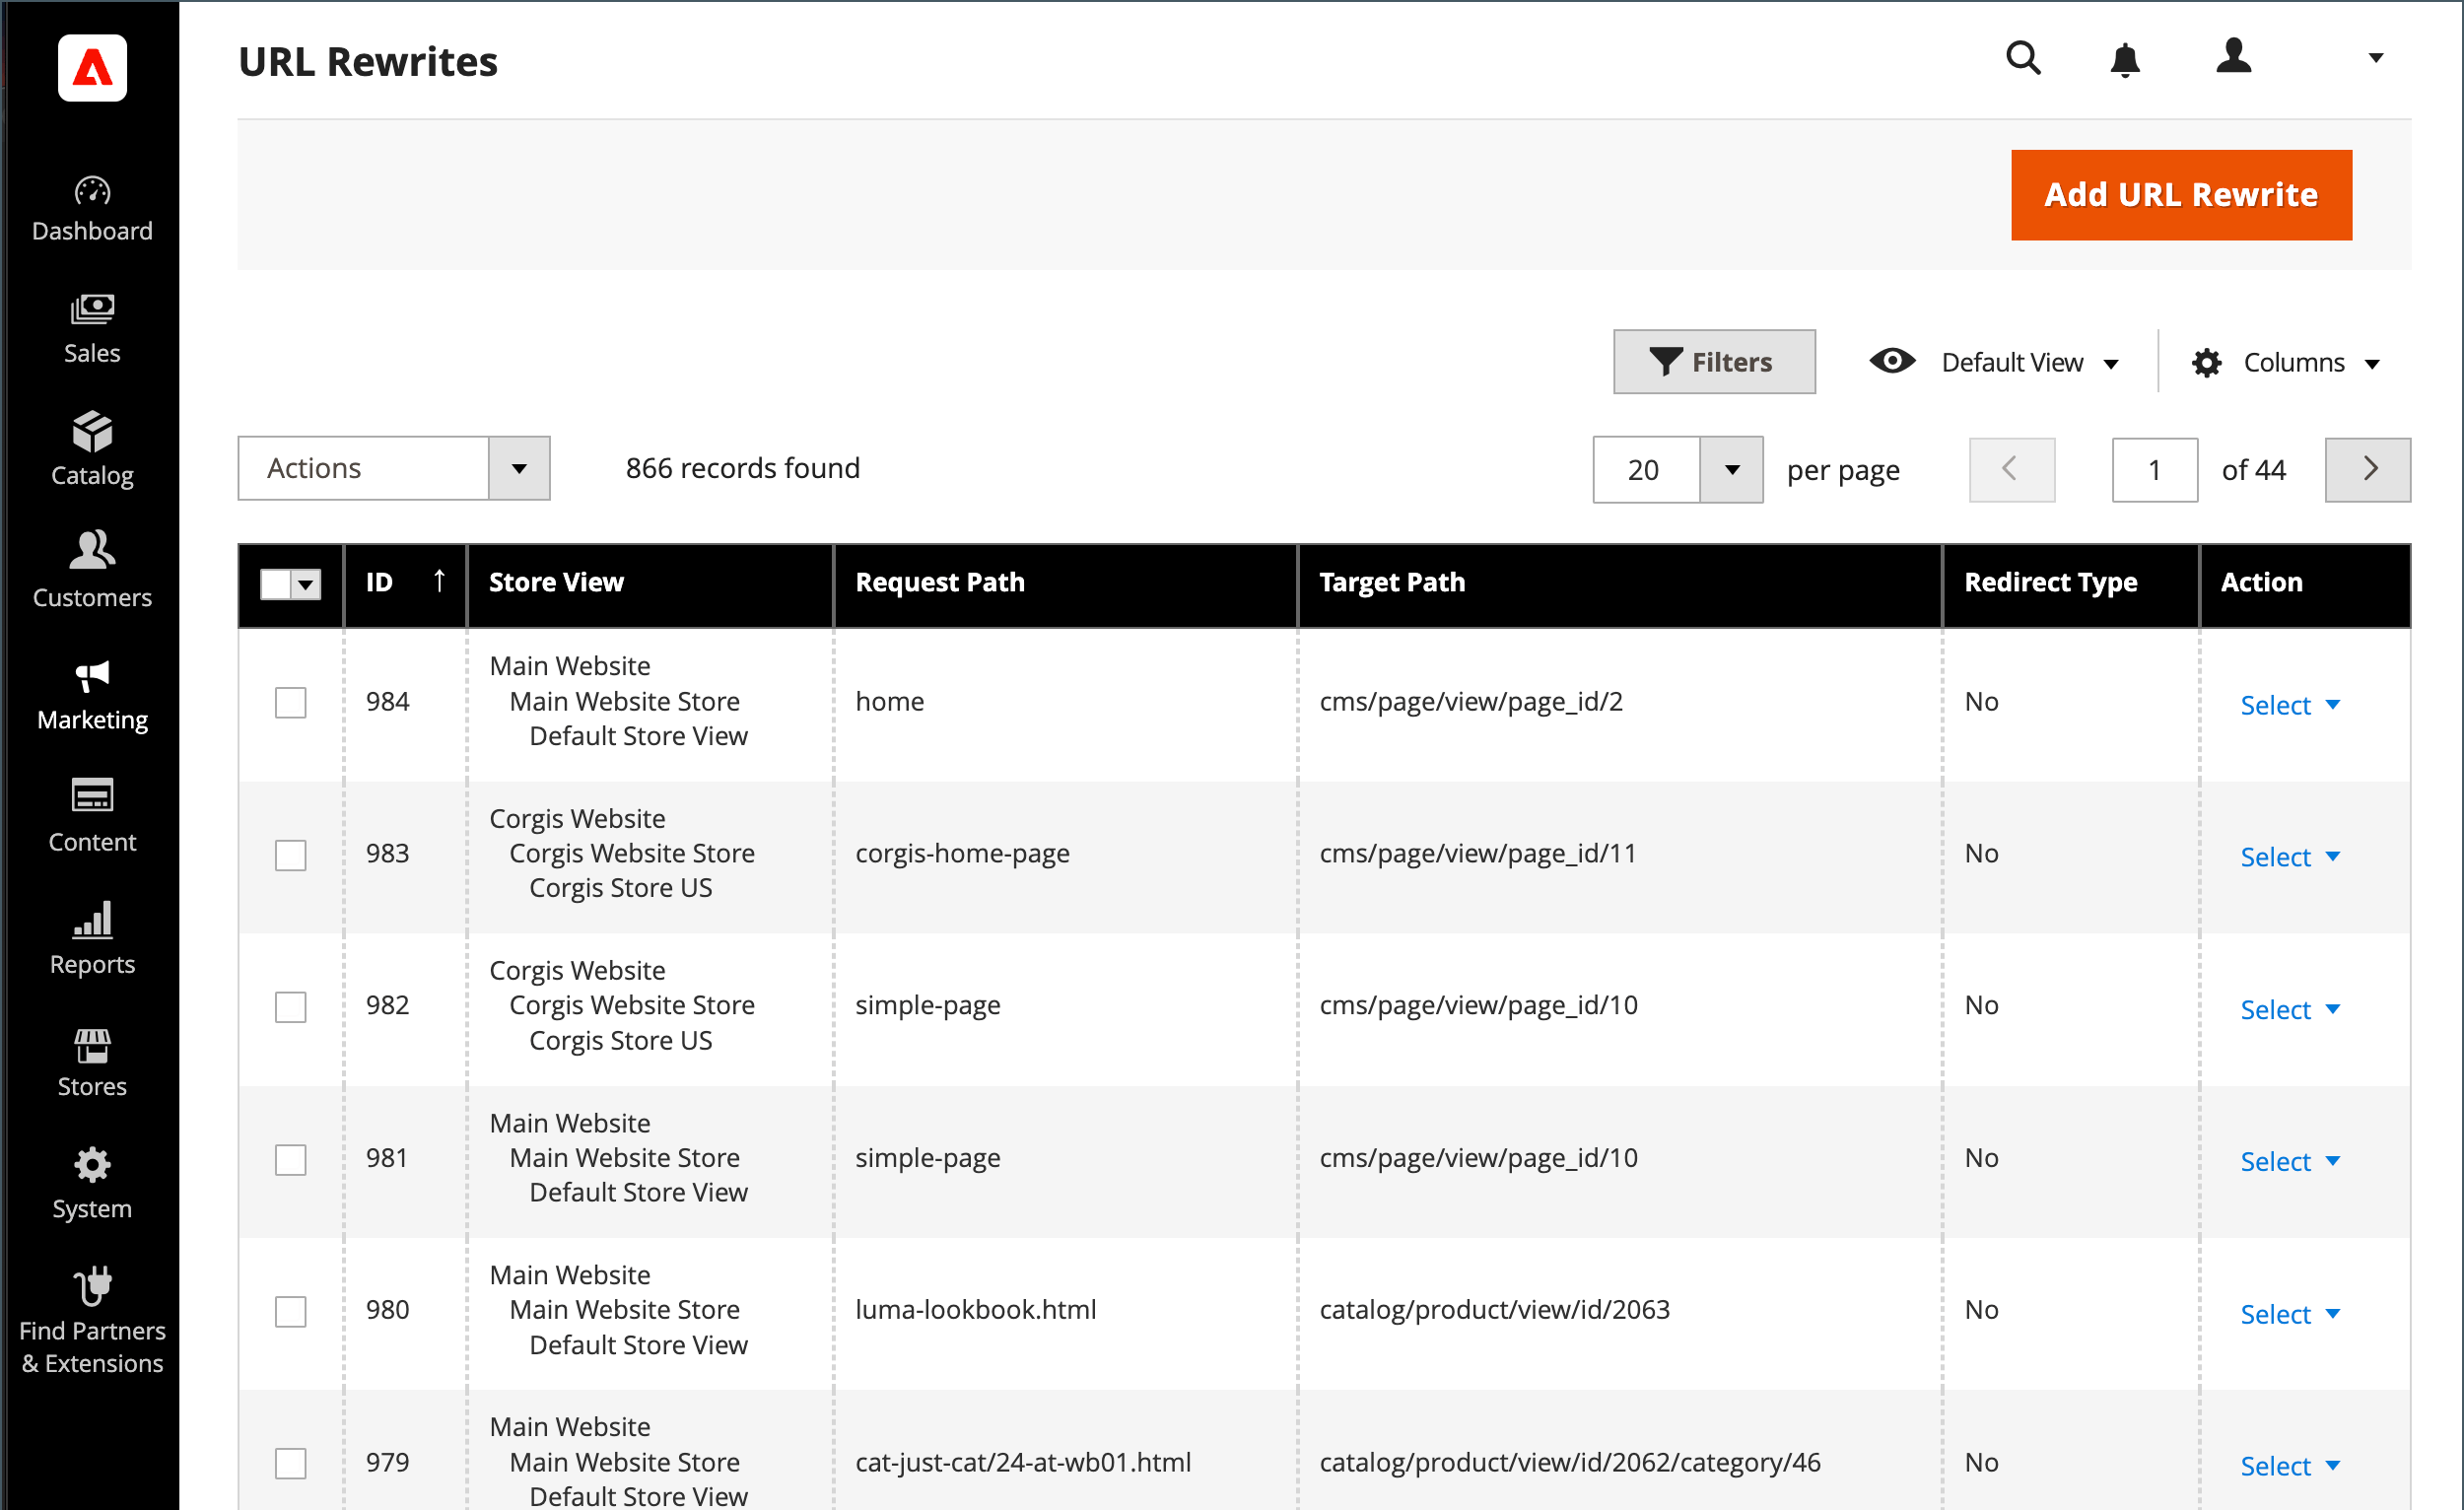 URL Rewrites
Dashboard
Sales
Catalog
Customers
Marketing
Content
Reports
Stores
System
Find Partners
& Extensions
Add URL Rewrite
Filters
Default View
Columns
Actions
866 records found
20
per page
1
of 44
ID ↑ Store View Request Path Target Path Redirect Type Action
Main Website
984 Main Website Store home cms/page/view/page_id/2 No Select
Default Store View
Corgis Website
983 Corgis Website Store corgis-home-page cms/page/view/page_id/11 No Select
Corgis Store US
Corgis Website
982 Corgis Website Store simple-page cms/page/view/page_id/10 No Select
Corgis Store US
Main Website
981 Main Website Store simple-page cms/page/view/page_id/10 No Select
Default Store View
Main Website
980 Main Website Store luma-lookbook.html catalog/product/view/id/2063 No Select
Default Store View
Main Website
979 Main Website Store cat-just-cat/24-at-wb01.html catalog/product/view/id/2062/category/46 No Select
Default Store View